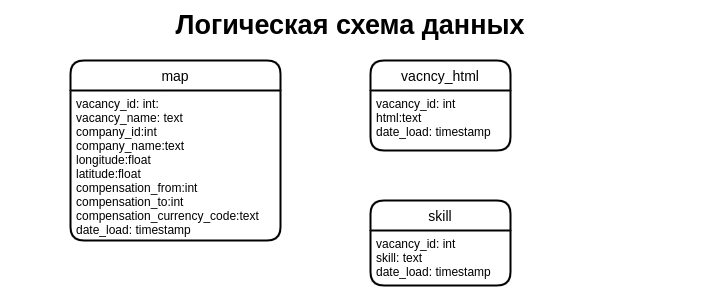 Логическая схема данных
map
vacancy_id: int:
vacancy_name: text
company_id:int
company_name:text
longitude:float
latitude:float
compensation_from:int
compensation_to:int
compensation_currency_code:text
date_load: timestamp
vacncy_html
vacancy_id: int
html:text
date_load: timestamp
skill
vacancy_id: int
skill: text
date_load: timestamp